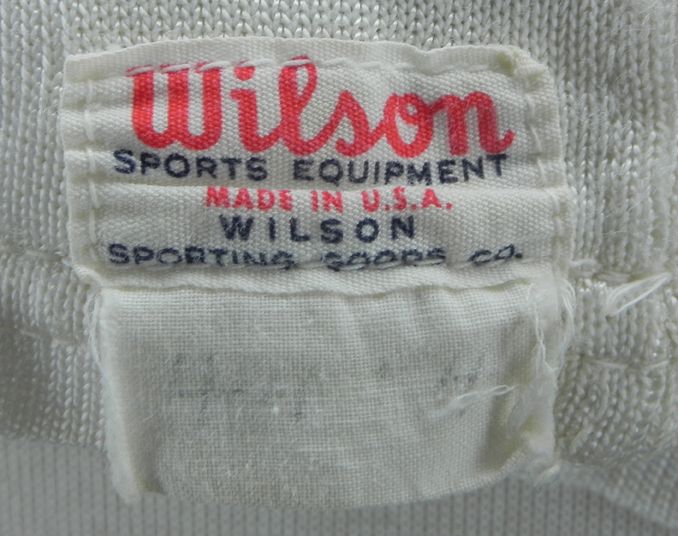 Wilson
SPORTS EQUIPMENT
MADE IN U.S.A.
WILSON
SPORTING GOODS CO.